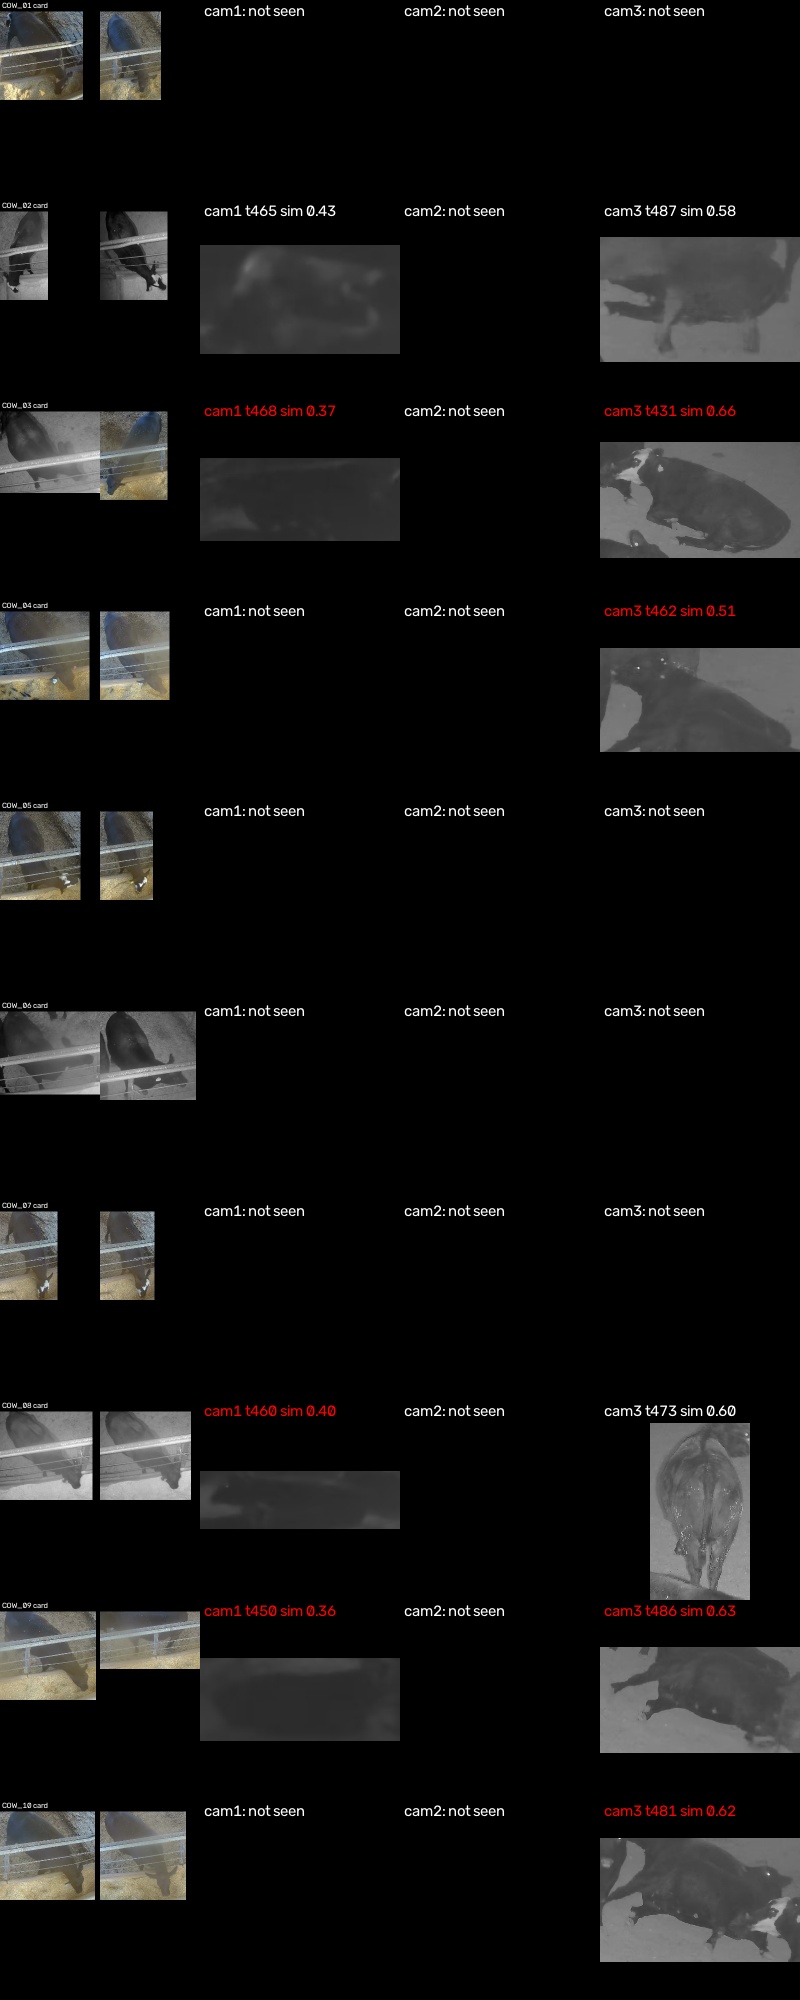 COW_01 card
cam1: not seen
cam2: not seen
cam3: not seen
COW_02 card
cam1 t465 sim 0.43
cam2: not seen
cam3 t487 sim 0.58
COW_03 card
cam1 t468 sim 0.37
cam2: not seen
cam3 t431 sim 0.66
COW_04 card
cam1: not seen
cam2: not seen
cam3 t462 sim 0.51
COW_05 card
cam1: not seen
cam2: not seen
cam3: not seen
COW_06 card
cam1: not seen
cam2: not seen
cam3: not seen
COW_07 card
cam1: not seen
cam2: not seen
cam3: not seen
COW_08 card
cam1 t460 sim 0.40
cam2: not seen
cam3 t473 sim 0.60
COW_09 card
cam1 t450 sim 0.36
cam2: not seen
cam3 t486 sim 0.63
COW_10 card
cam1: not seen
cam2: not seen
cam3 t481 sim 0.62